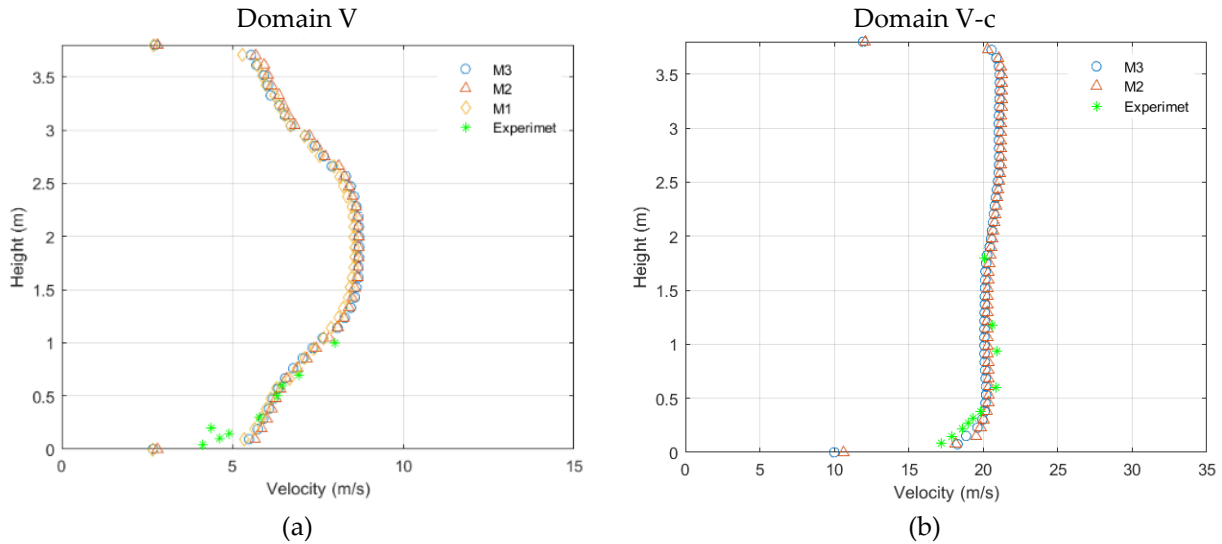 Domain V
Domain V-c
3.5
3
2.5
2
1.5
1
0.5
0
Height (m)
0
5
10
15
Velocity (m/s)
M3
M2
M1
Experimet
(a)
3.5
3
2.5
2
1.5
1
0.5
0
Height (m)
0
5
10
15
20
25
30
35
Velocity (m/s)
M3
M2
Experimet
(b)